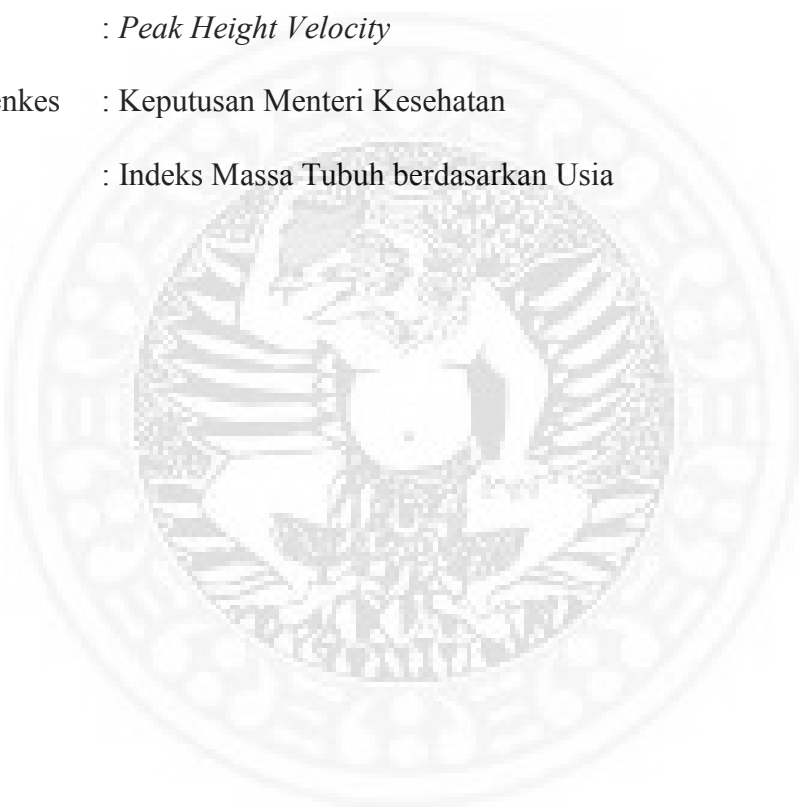 : Peak Height Velocity
enkes : Keputusan Menteri Kesehatan
: Indeks Massa Tubuh berdasarkan Usia